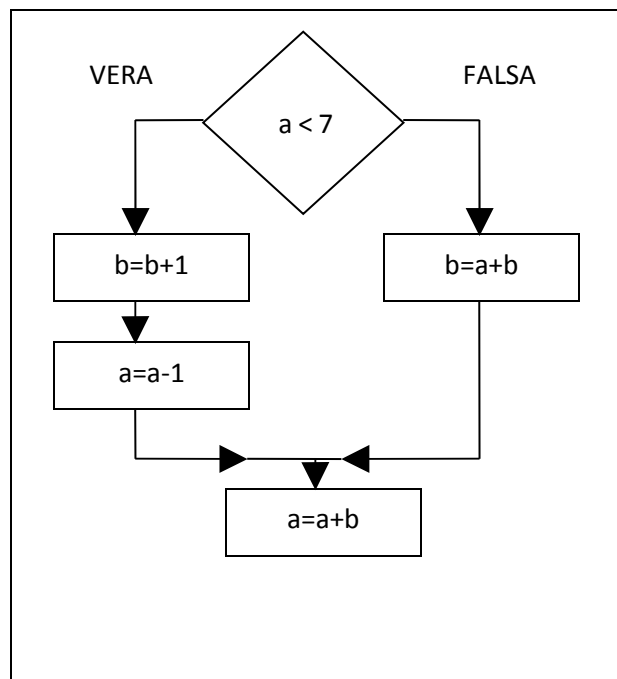 VERA
FALSA
a < 7
b=b+1
b=a+b
a=a-1
a=a+b